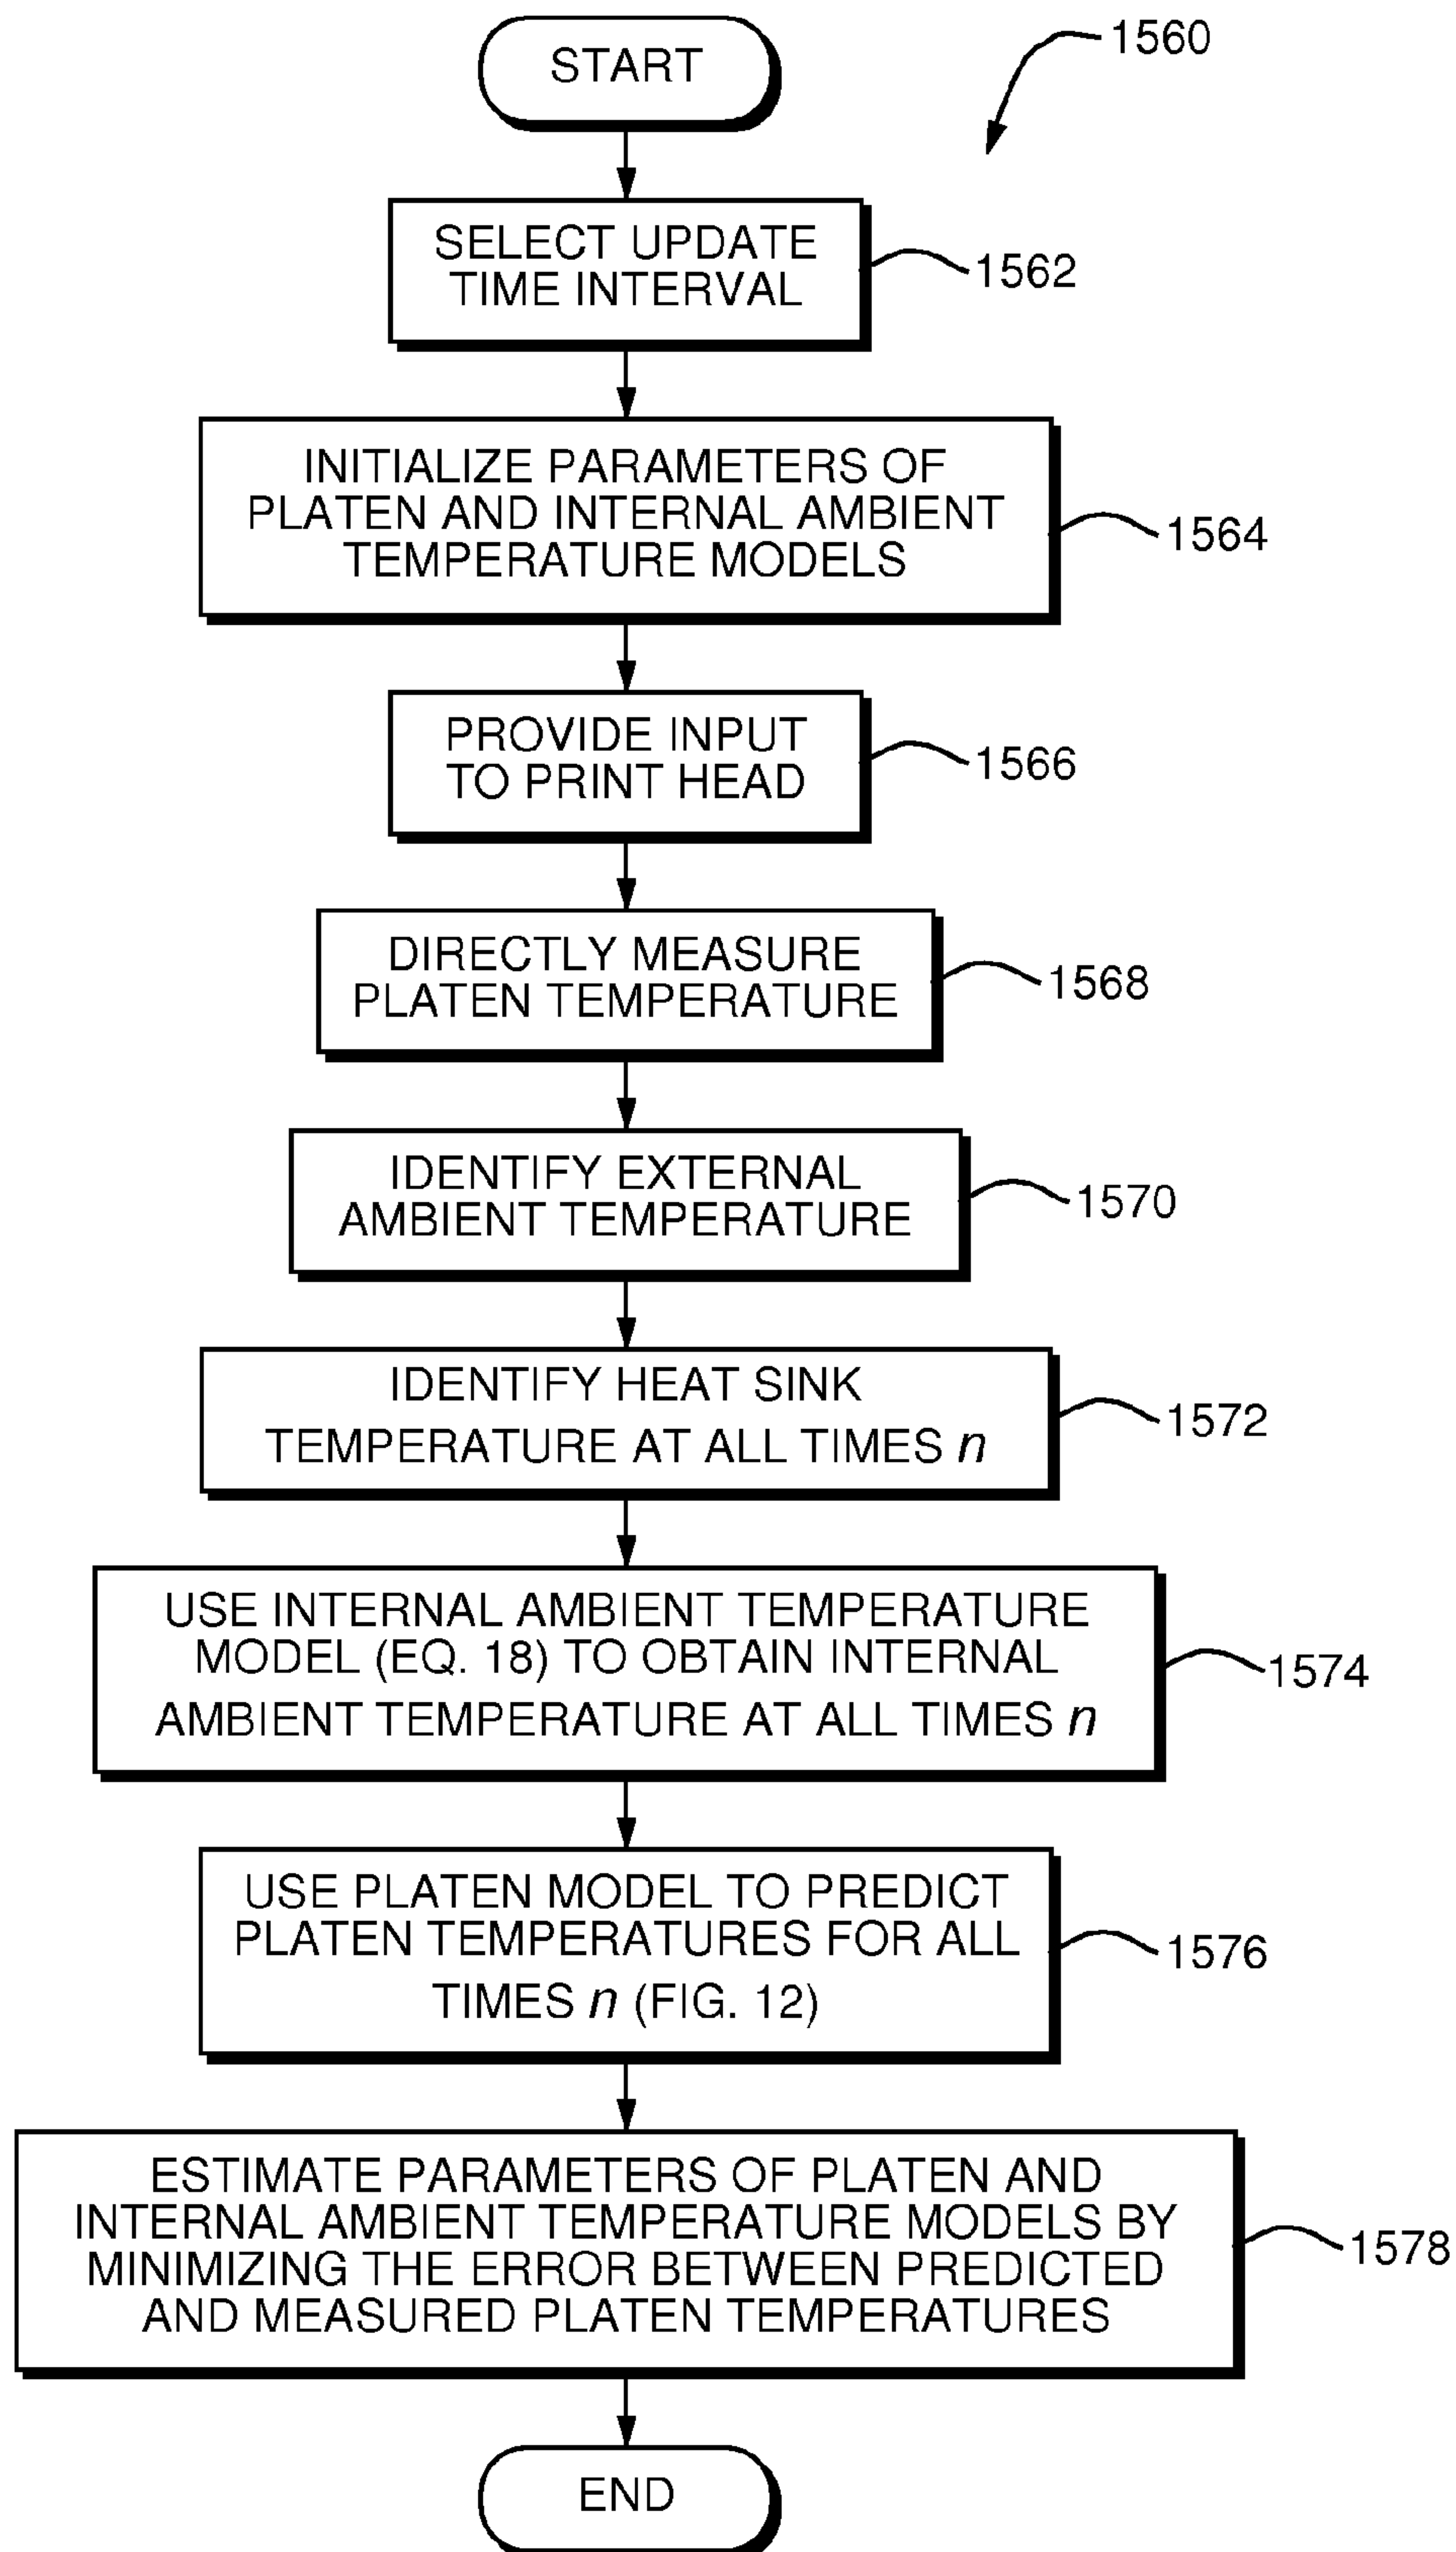 START
1560
SELECT UPDATE
TIME INTERVAL
1562
INITIALIZE PARAMETERS OF
PLATEN AND INTERNAL AMBIENT
TEMPERATURE MODELS
1564
PROVIDE INPUT
TO PRINT HEAD
1566
DIRECTLY MEASURE
PLATEN TEMPERATURE
1568
IDENTIFY EXTERNAL
AMBIENT TEMPERATURE
1570
IDENTIFY HEAT SINK
TEMPERATURE AT ALL TIMES n
1572
USE INTERNAL AMBIENT TEMPERATURE
MODEL (EQ. 18) TO OBTAIN INTERNAL
AMBIENT TEMPERATURE AT ALL TIMES n
1574
USE PLATEN MODEL TO PREDICT
PLATEN TEMPERATURES FOR ALL
TIMES n (FIG. 12)
1576
ESTIMATE PARAMETERS OF PLATEN AND
INTERNAL AMBIENT TEMPERATURE MODELS BY
MINIMIZING THE ERROR BETWEEN PREDICTED
AND MEASURED PLATEN TEMPERATURES
1578
END